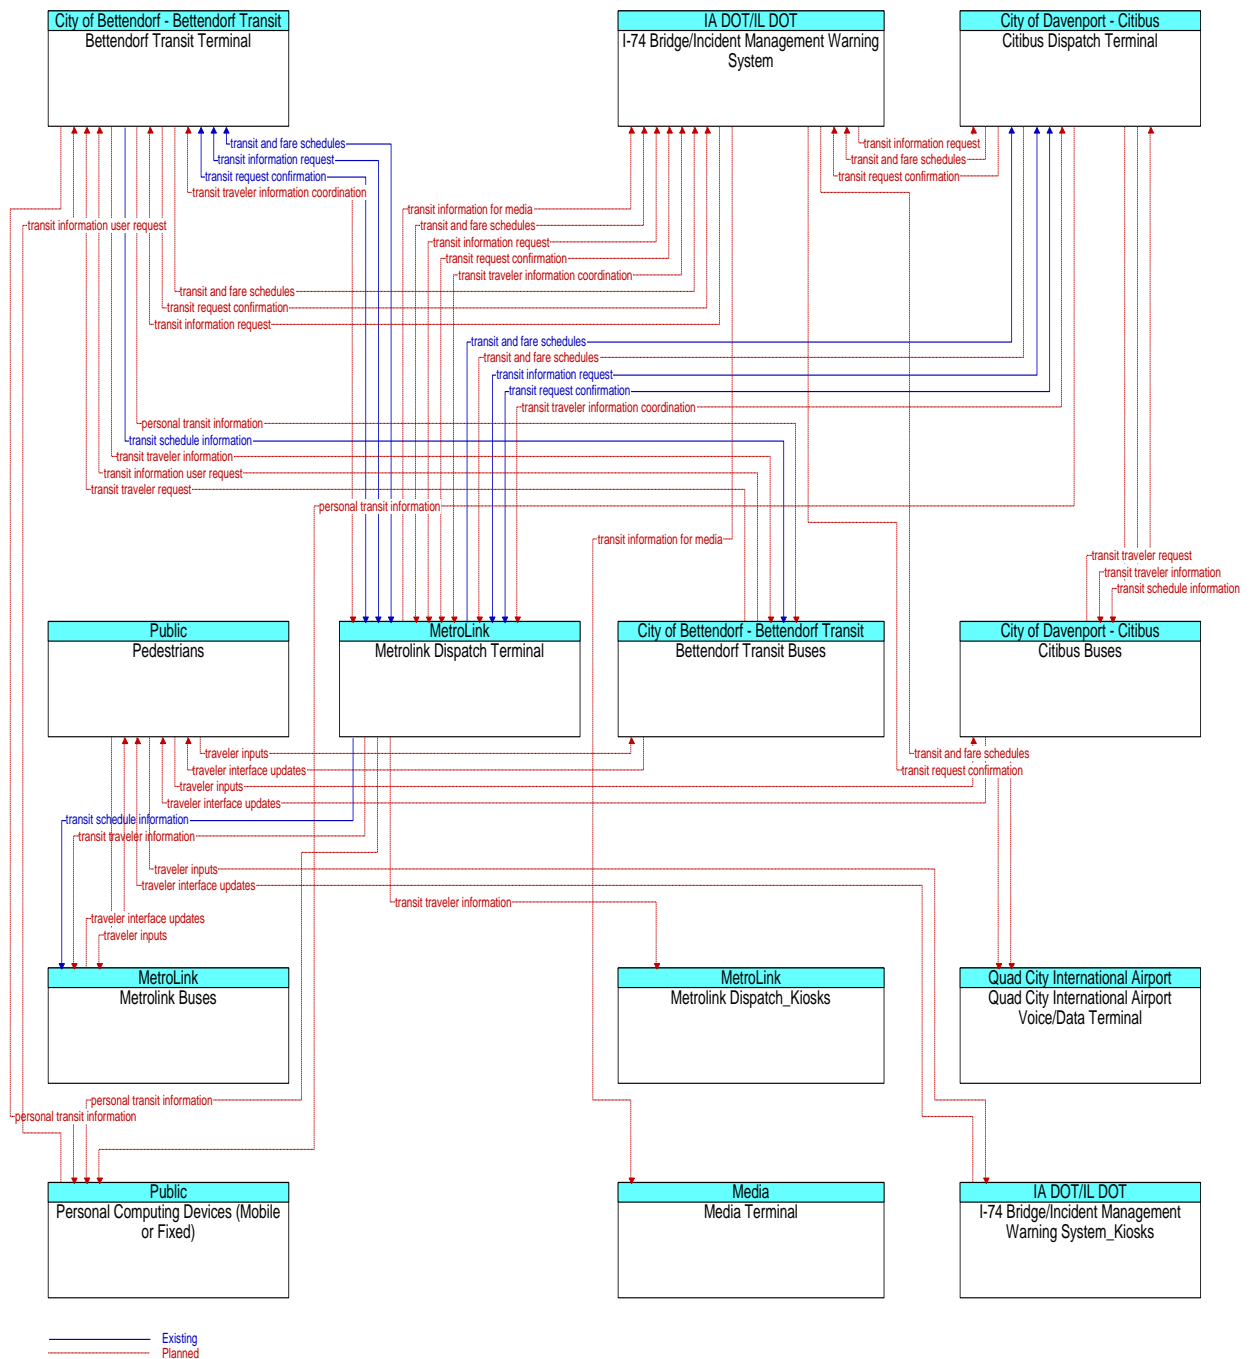 City of Bettendorf - Bettendorf Transit
Bettendorf Transit Terminal
IA DOT/IL DOT
I-74 Bridge/Incident Management Warning
System
City of Davenport - Citibus
Citibus Dispatch Terminal
transit and fare schedules
transit information request
transit request confirmation
transit traveler information coordination
transit information request
transit and fare schedules
transit request confirmation
transit information user request
transit information for media
transit and fare schedules
transit information request
transit request confirmation
transit traveler information coordination
transit and fare schedules
transit request confirmation
transit information request
transit and fare schedules
transit and fare schedules
transit information request
transit request confirmation
transit traveler information coordination
personal transit information
transit schedule information
transit traveler information
transit information user request
transit traveler request
personal transit information
transit information for media
transit traveler request
transit traveler information
transit schedule information
Public
Pedestrians
MetroLink
Metrolink Dispatch Terminal
City of Bettendorf - Bettendorf Transit
Bettendorf Transit Buses
City of Davenport - Citibus
Citibus Buses
traveler inputs
traveler interface updates
traveler inputs
traveler interface updates
transit and fare schedules
transit request confirmation
transit schedule information
transit traveler information
traveler inputs
traveler interface updates
transit traveler information
traveler interface updates
traveler inputs
MetroLink
Metrolink Buses
MetroLink
Metrolink Dispatch_Kiosks
Quad City International Airport
Quad City International Airport
Voice/Data Terminal
personal transit information
personal transit information
Public
Personal Computing Devices (Mobile
or Fixed)
Media
Media Terminal
IA DOT/IL DOT
I-74 Bridge/Incident Management
Warning System_Kiosks
Existing
Planned